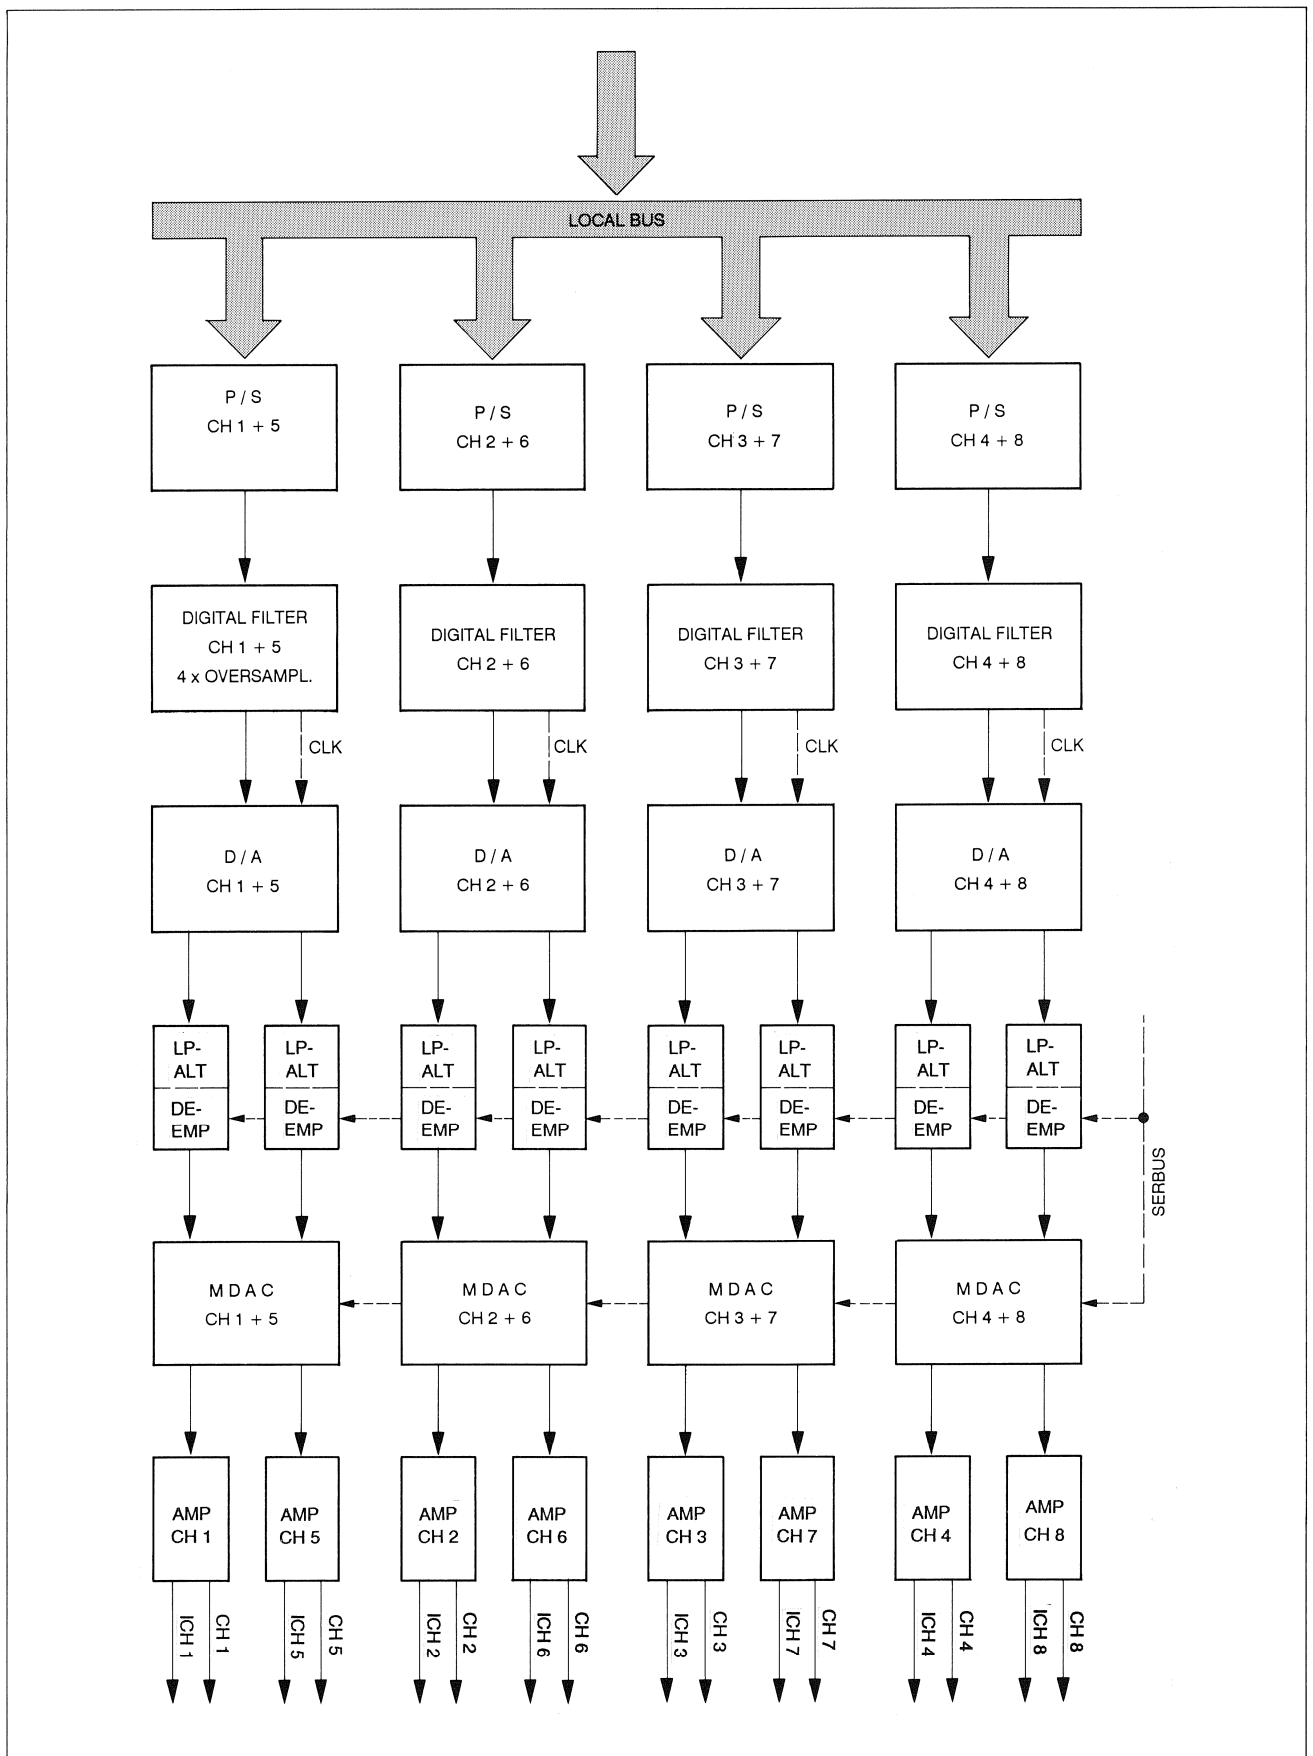 LOCAL BUS
P / S
CH 1 + 5
P / S
CH 2 + 6
P / S
CH 3 + 7
P / S
CH 4 + 8
DIGITAL FILTER
CH 1 + 5
4 x OVERSAMPL.
DIGITAL FILTER
CH 2 + 6
DIGITAL FILTER
CH 3 + 7
DIGITAL FILTER
CH 4 + 8
CLK
CLK
CLK
CLK
D / A
CH 1 + 5
D / A
CH 2 + 6
D / A
CH 3 + 7
D / A
CH 4 + 8
LP-
ALT
DE-
EMP
LP-
ALT
DE-
EMP
LP-
ALT
DE-
EMP
LP-
ALT
DE-
EMP
LP-
ALT
DE-
EMP
LP-
ALT
DE-
EMP
LP-
ALT
DE-
EMP
LP-
ALT
DE-
EMP
SERBUS
M D A C
CH 1 + 5
M D A C
CH 2 + 6
M D A C
CH 3 + 7
M D A C
CH 4 + 8
AMP
CH 1
AMP
CH 5
AMP
CH 2
AMP
CH 6
AMP
CH 3
AMP
CH 7
AMP
CH 4
AMP
CH 8
ICH 1
CH 1
ICH 5
CH 5
ICH 2
CH 2
ICH 6
CH 6
ICH 3
CH 3
ICH 7
CH 7
ICH 4
CH 4
ICH 8
CH 8